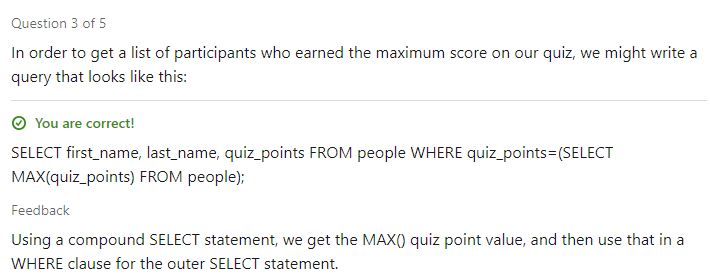 Question 3 of 5
In order to get a list of participants who earned the maximum score on our quiz, we might write a
query that looks like this:
You are correct!
SELECT first_name, last_name, quiz_points FROM people WHERE quiz_points=(SELECT
MAX(quiz_points) FROM people);
Feedback
Using a compound SELECT statement, we get the MAX() quiz point value, and then use that in a
WHERE clause for the outer SELECT statement.